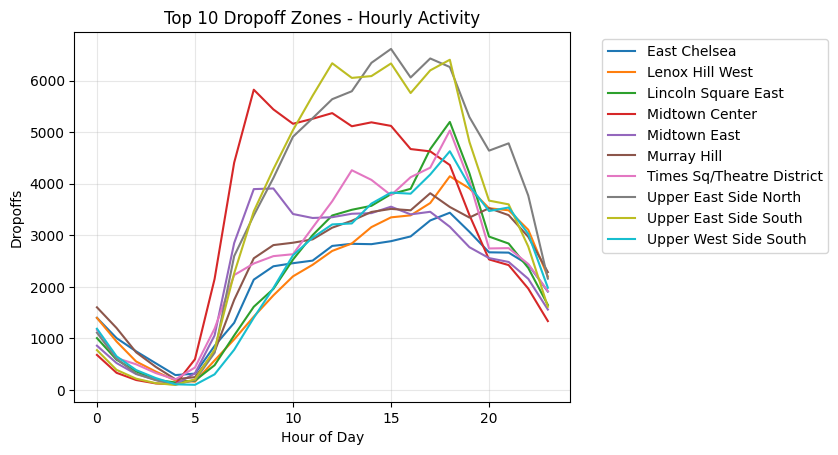 Top 10 Dropoff Zones - Hourly Activity
Dropoffs
6000
5000
4000
3000
2000
1000
0
0
5
10
15
20
Hour of Day
East Chelsea
Lenox Hill West
Lincoln Square East
Midtown Center
Midtown East
Murray Hill
Times Sq/Theatre District
Upper East Side North
Upper East Side South
Upper West Side South